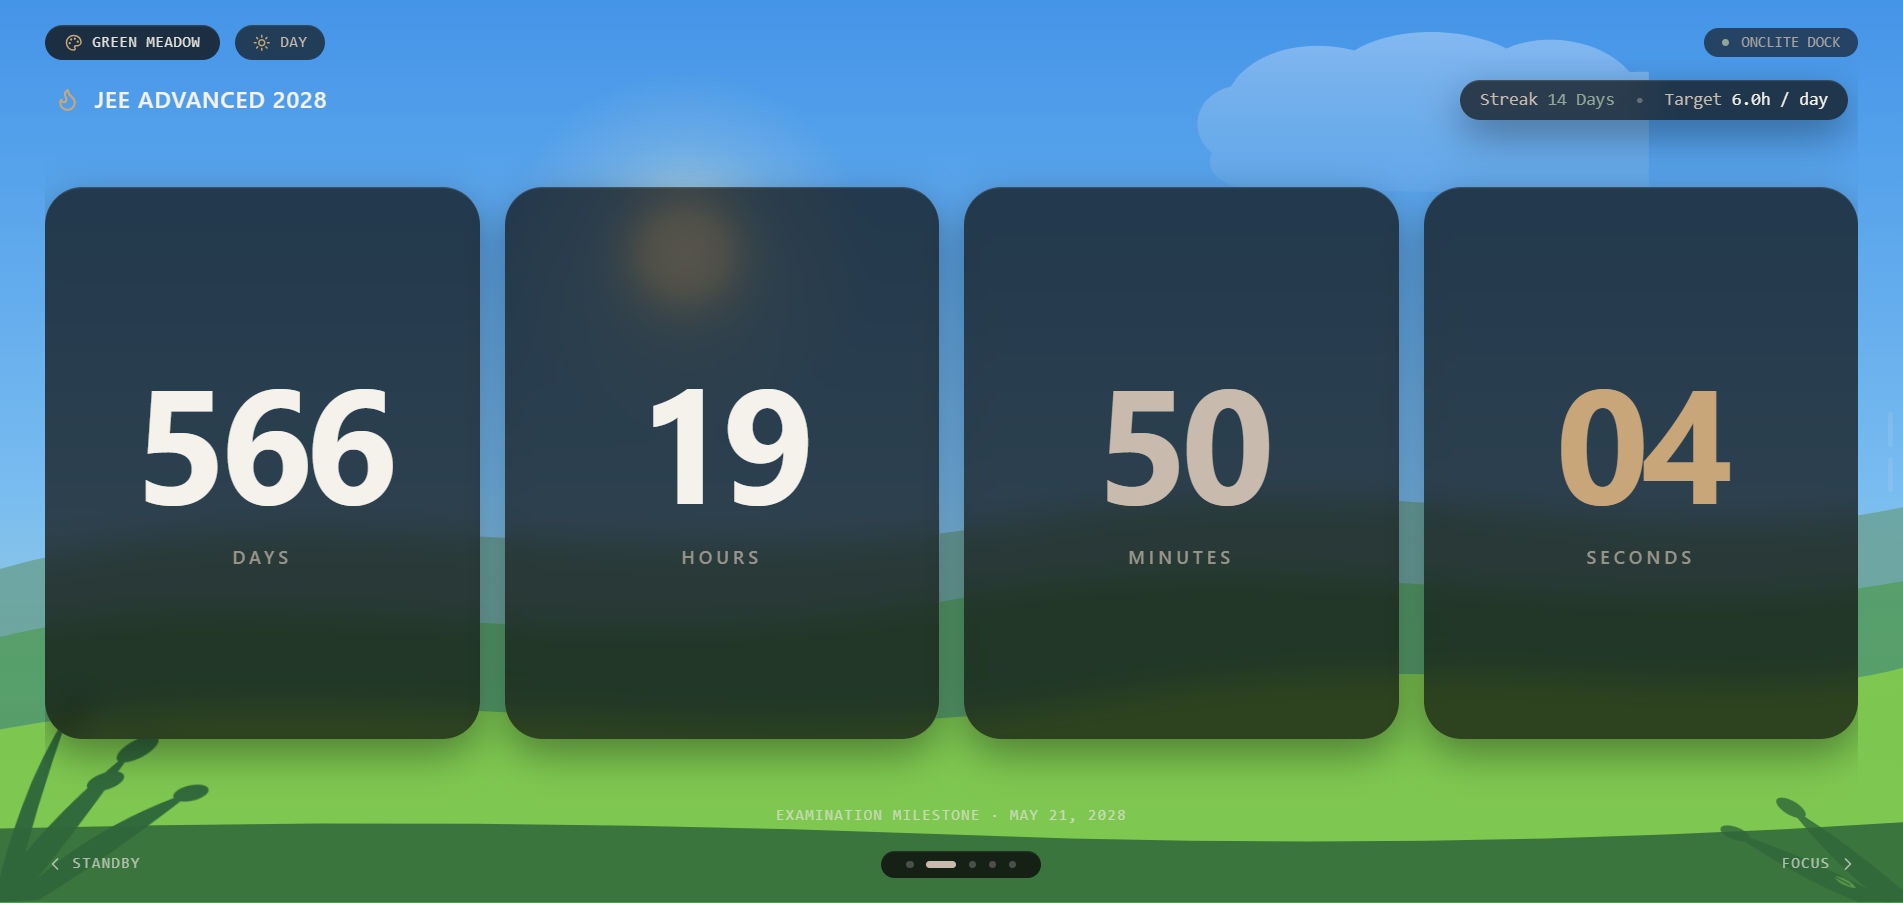 GREEN MEADOW
DAY
ONCLITE DOCK
JEE ADVANCED 2028
Streak 14 Days • Target 6.0h / day
566
DAYS
19
HOURS
50
MINUTES
04
SECONDS
EXAMINATION MILESTONE · MAY 21, 2028
STANDBY
FOCUS